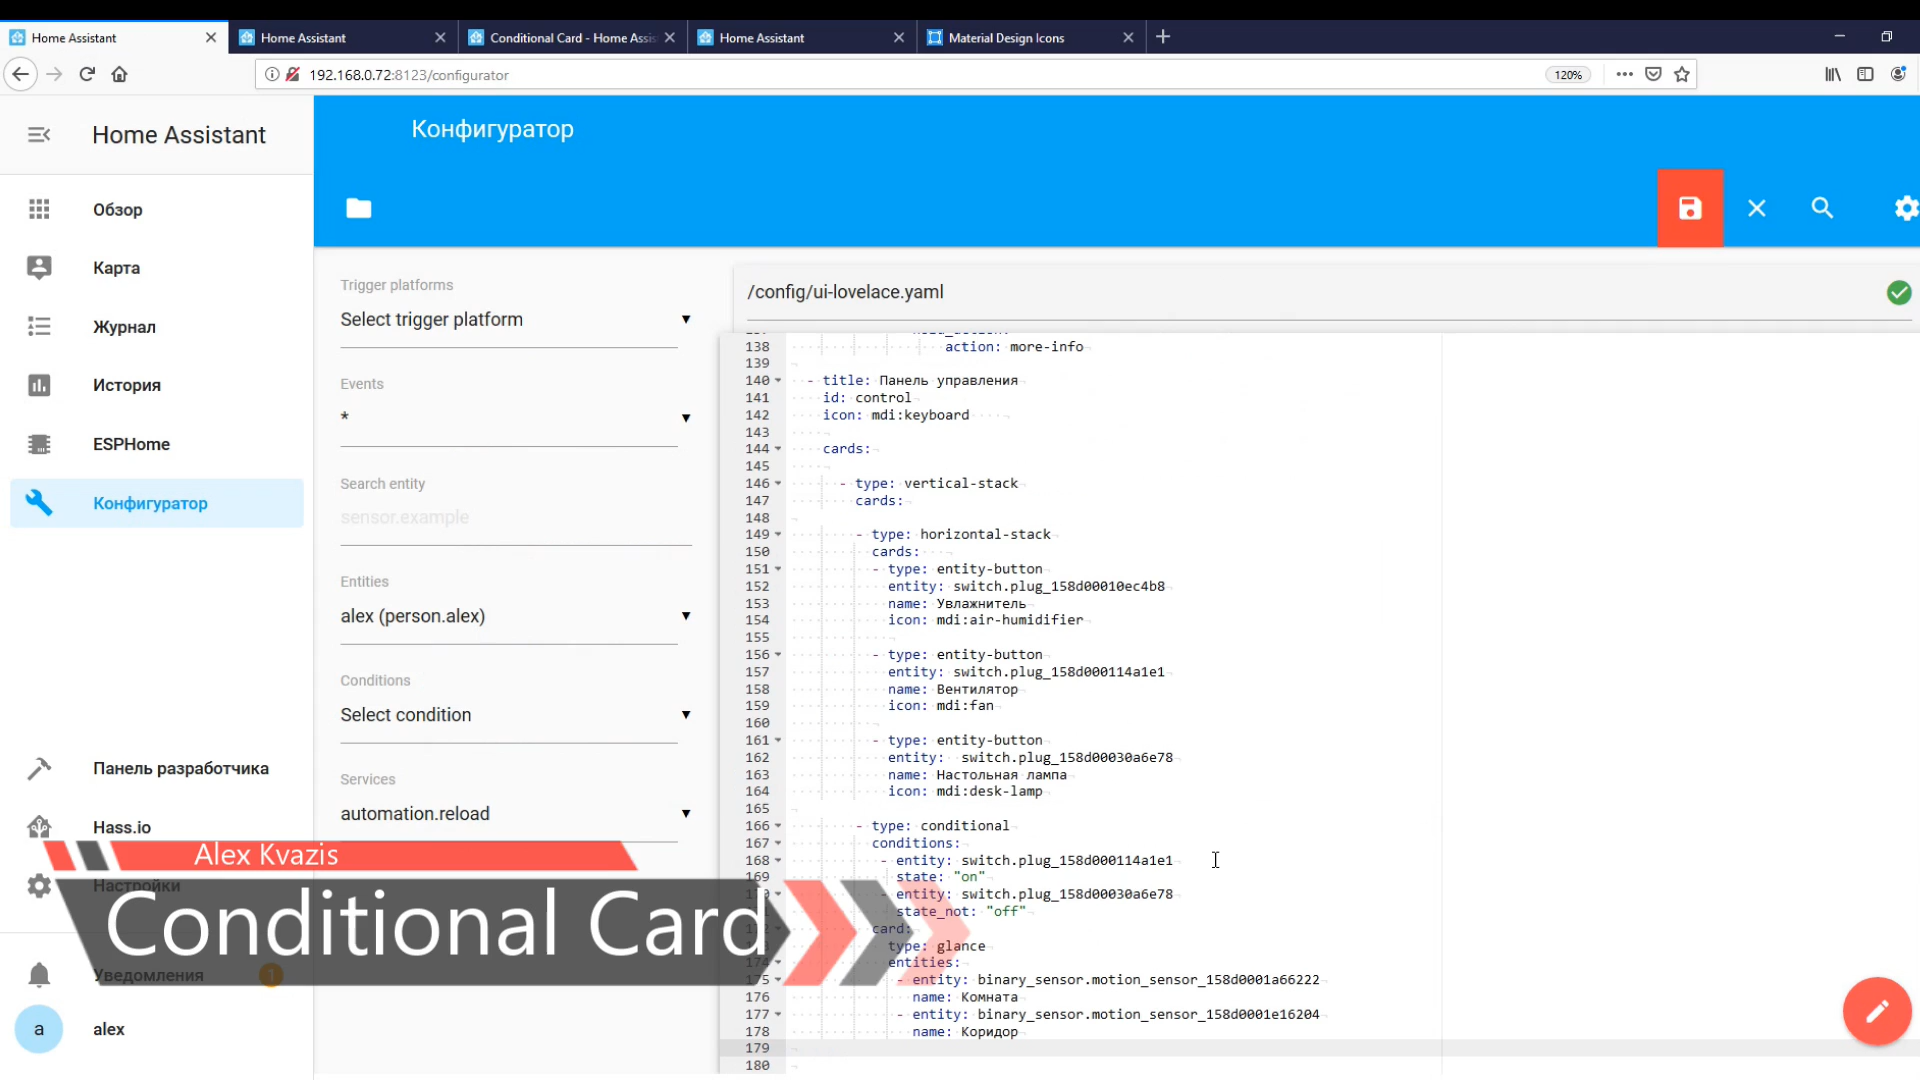 Home Assistant
Home Assistant
Conditional Card - Home Assis
Home Assistant
Material Design Icons
192.168.0.72:8123/configurator
120%
Home Assistant
Конфигуратор
Обзор
Карта
Журнал
История
ESPHome
Конфигуратор
Панель разработчика
Hass.io
Настройки
Уведомления
1
a
alex
Trigger platforms
Select trigger platform
Events
*
Search entity
sensor.example
Entities
alex (person.alex)
Conditions
Select condition
Services
automation.reload
/config/ui-lovelace.yaml
138 action: more-info
139
140 - title: Панель управления
141 id: control
142 icon: mdi:keyboard
143
144 cards:
145
146 - type: vertical-stack
147 cards:
148
149 - type: horizontal-stack
150 cards:
151 - type: entity-button
152 entity: switch.plug_158d00010ec4b8
153 name: Увлажнитель
154 icon: mdi:air-humidifier
155
156 - type: entity-button
157 entity: switch.plug_158d000114a1e1
158 name: Вентилятор
159 icon: mdi:fan
160
161 - type: entity-button
162 entity: switch.plug_158d00030a6e78
163 name: Настольная лампа
164 icon: mdi:desk-lamp
165
166 - type: conditional
167 conditions:
168 - entity: switch.plug_158d000114a1e1
169 state: "on"
entity: switch.plug_158d00030a6e78
state_not: "off"
card:
type: glance
entities:
175 - entity: binary_sensor.motion_sensor_158d0001a66222
176 name: Комната
177 - entity: binary_sensor.motion_sensor_158d0001e16204
178 name: Коридор
179
180
Alex Kvazis
Conditional Card